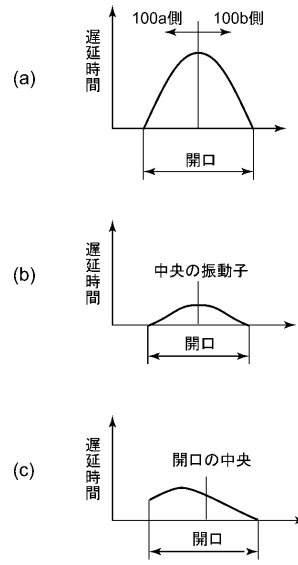 100a側 100b側
(a)
遅延時間
開口
(b)
遅延時間
中央の振動子
開口
(c)
遅延時間
開口の中央
開口